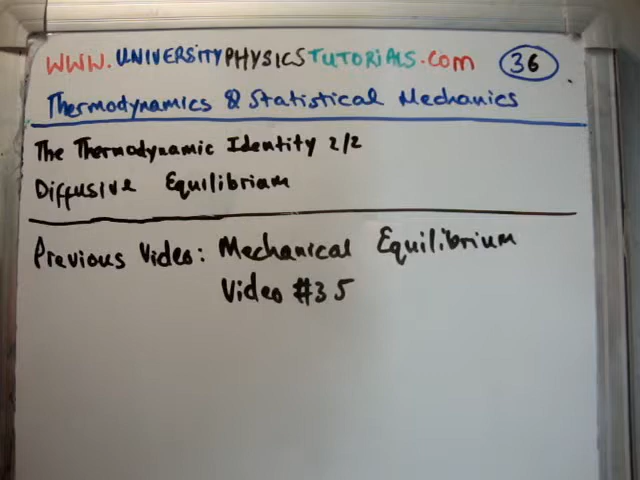 WWW.UNIVERSITYPHYSICSTUTORIALS.COM 36
Thermodynamics & Statistical Mechanics
The Thermodynamic Identity 2/2
Diffusive Equilibrium
Previous Video: Mechanical Equilibrium
Video #35